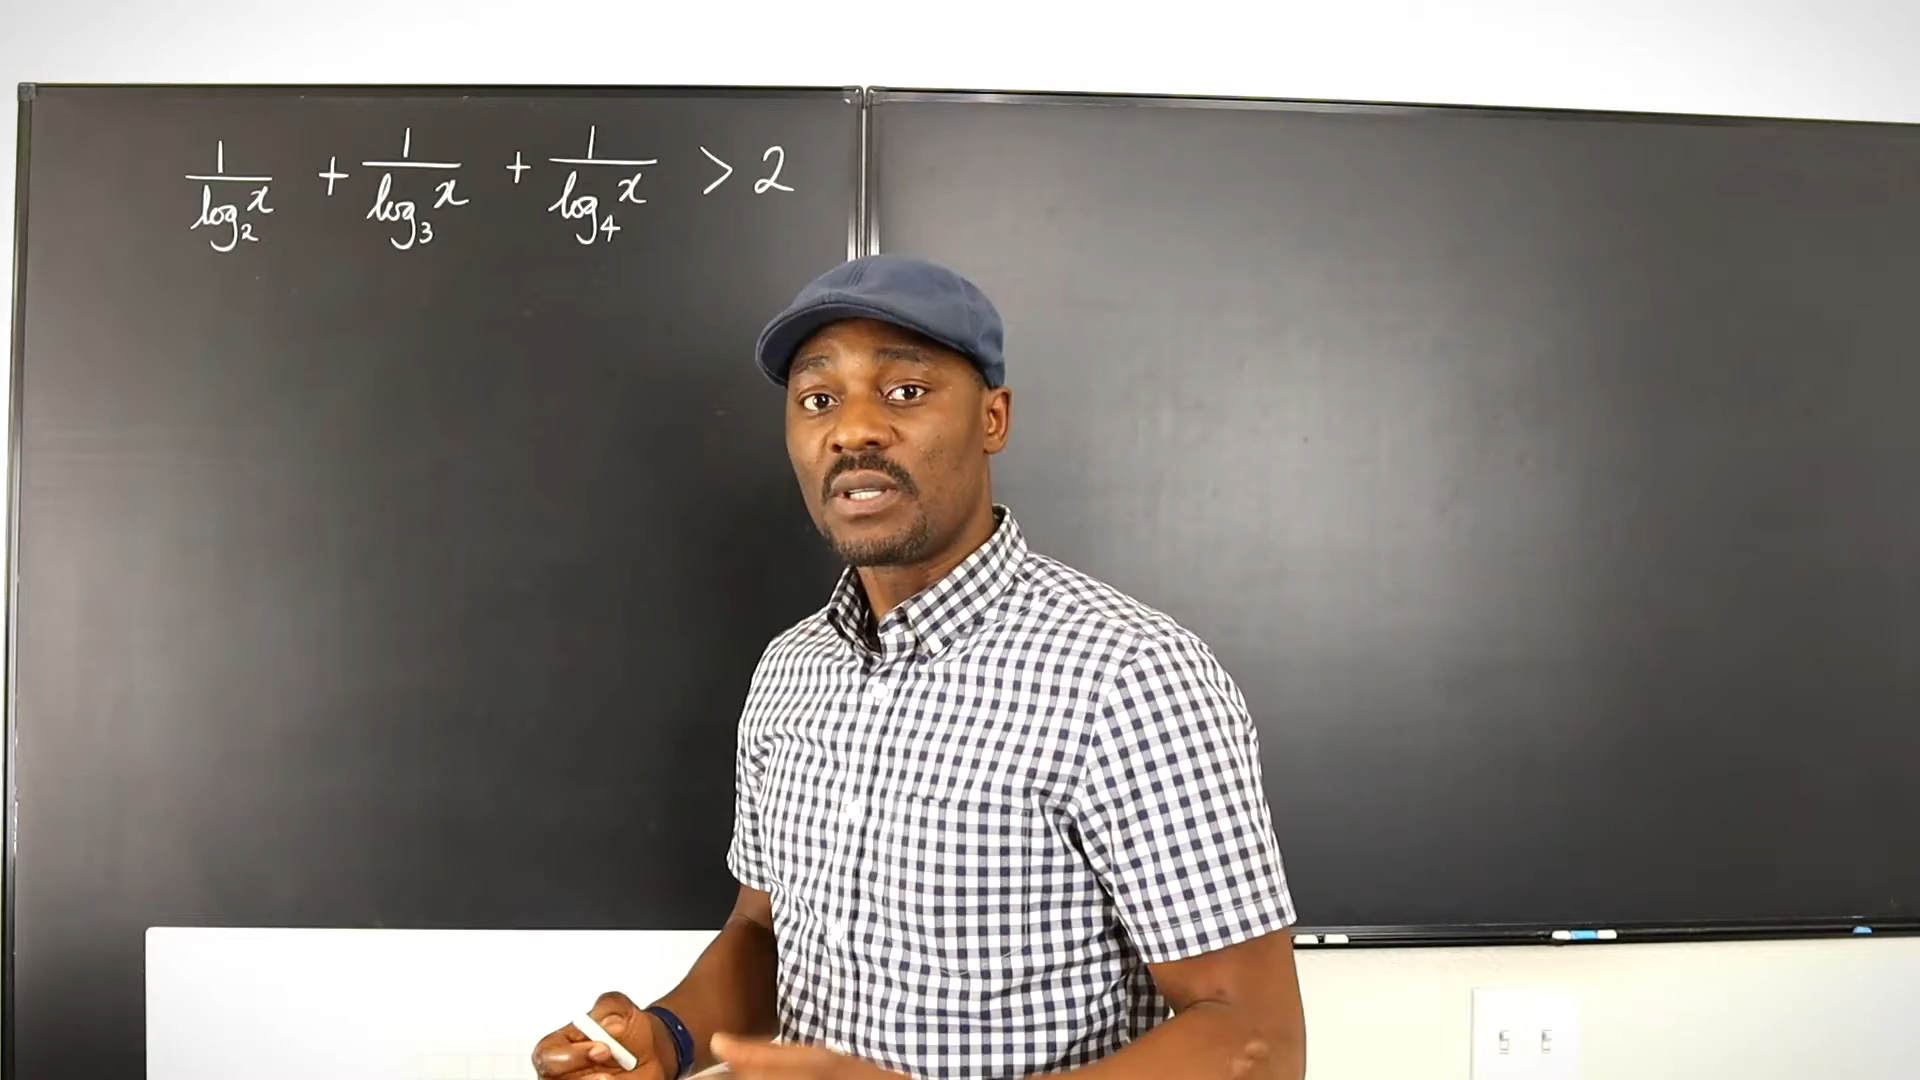 1/log₂x + 1/log₃x + 1/log₄x > 2